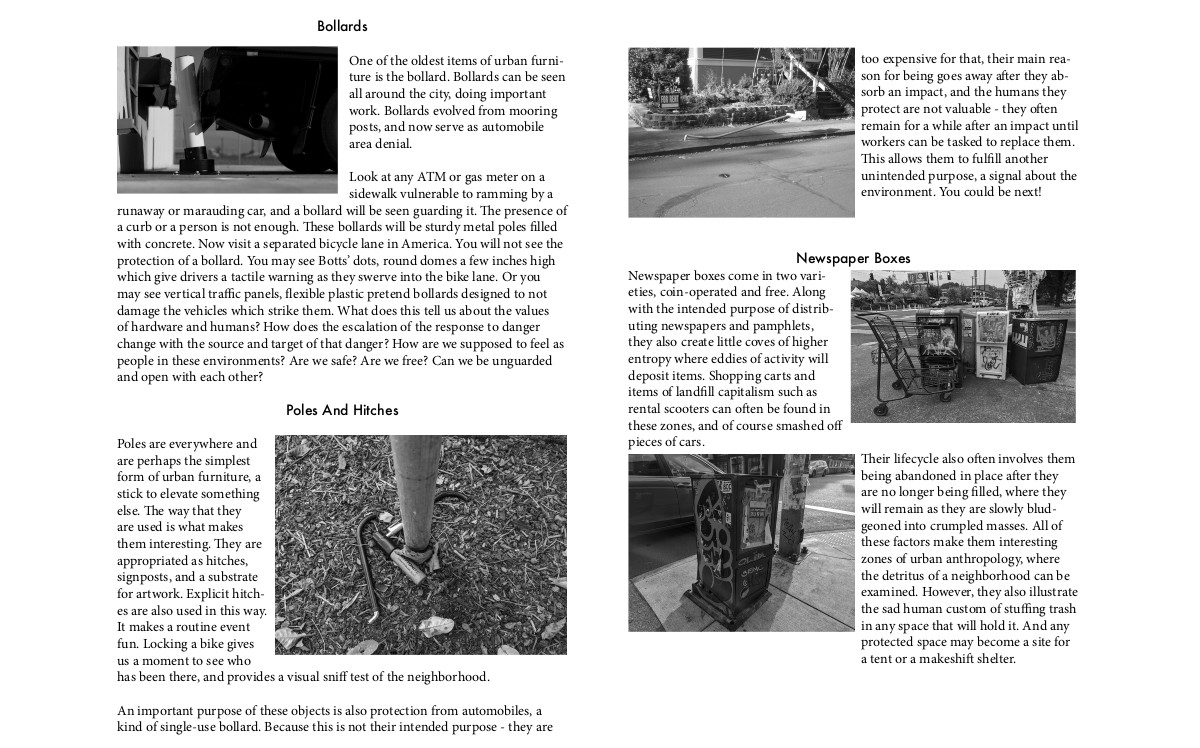 Bollards
One of the oldest items of urban furni-
ture is the bollard. Bollards can be seen
all around the city, doing important
work. Bollards evolved from mooring
posts, and now serve as automobile
area denial.
Look at any ATM or gas meter on a
sidewalk vulnerable to ramming by a
runaway or marauding car, and a bollard will be seen guarding it. The presence of
a curb or a person is not enough. These bollards will be sturdy metal poles filled
with concrete. Now visit a separated bicycle lane in America. You will not see the
protection of a bollard. You may see Botts’ dots, round domes a few inches high
which give drivers a tactile warning as they swerve into the bike lane. Or you
may see vertical traffic panels, flexible plastic pretend bollards designed to not
damage the vehicles which strike them. What does this tell us about the values
of hardware and humans? How does the escalation of the response to danger
change with the source and target of that danger? How are we supposed to feel as
people in these environments? Are we safe? Are we free? Can we be unguarded
and open with each other?
Poles And Hitches
Poles are everywhere and
are perhaps the simplest
form of urban furniture, a
stick to elevate something
else. The way that they
are used is what makes
them interesting. They are
appropriated as hitches,
signposts, and a substrate
for artwork. Explicit hitch-
es are also used in this way.
It makes a routine event
fun. Locking a bike gives
us a moment to see who
has been there, and provides a visual sniff test of the neighborhood.
An important purpose of these objects is also protection from automobiles, a
kind of single-use bollard. Because this is not their intended purpose - they are
too expensive for that, their main rea-
son for being goes away after they ab-
sorb an impact, and the humans they
protect are not valuable - they often
remain for a while after an impact until
workers can be tasked to replace them.
This allows them to fulfill another
unintended purpose, a signal about the
environment. You could be next!
FOR RENT
Newspaper Boxes
Newspaper boxes come in two vari-
eties, coin-operated and free. Along
with the intended purpose of distrib-
uting newspapers and pamphlets,
they also create little coves of higher
entropy where eddies of activity will
deposit items. Shopping carts and
items of landfill capitalism such as
rental scooters can often be found in
these zones, and of course smashed off
pieces of cars.
Their lifecycle also often involves them
being abandoned in place after they
are no longer being filled, where they
will remain as they are slowly blud-
geoned into crumpled masses. All of
these factors make them interesting
zones of urban anthropology, where
the detritus of a neighborhood can be
examined. However, they also illustrate
the sad human custom of stuffing trash
in any space that will hold it. And any
protected space may become a site for
a tent or a makeshift shelter.